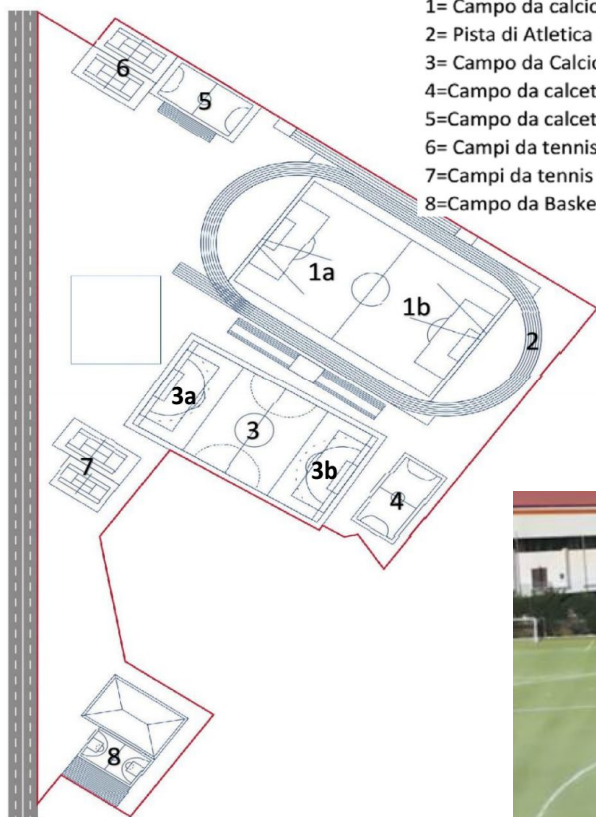 1= Campo da calcio
2= Pista di Atletica
3= Campo da Calcio
4=Campo da calcet
5=Campo da calcet
6= Campi da tennis
7=Campi da tennis
8=Campo da Baske
6
5
1a
1b
2
3a
3
3b
7
4
8